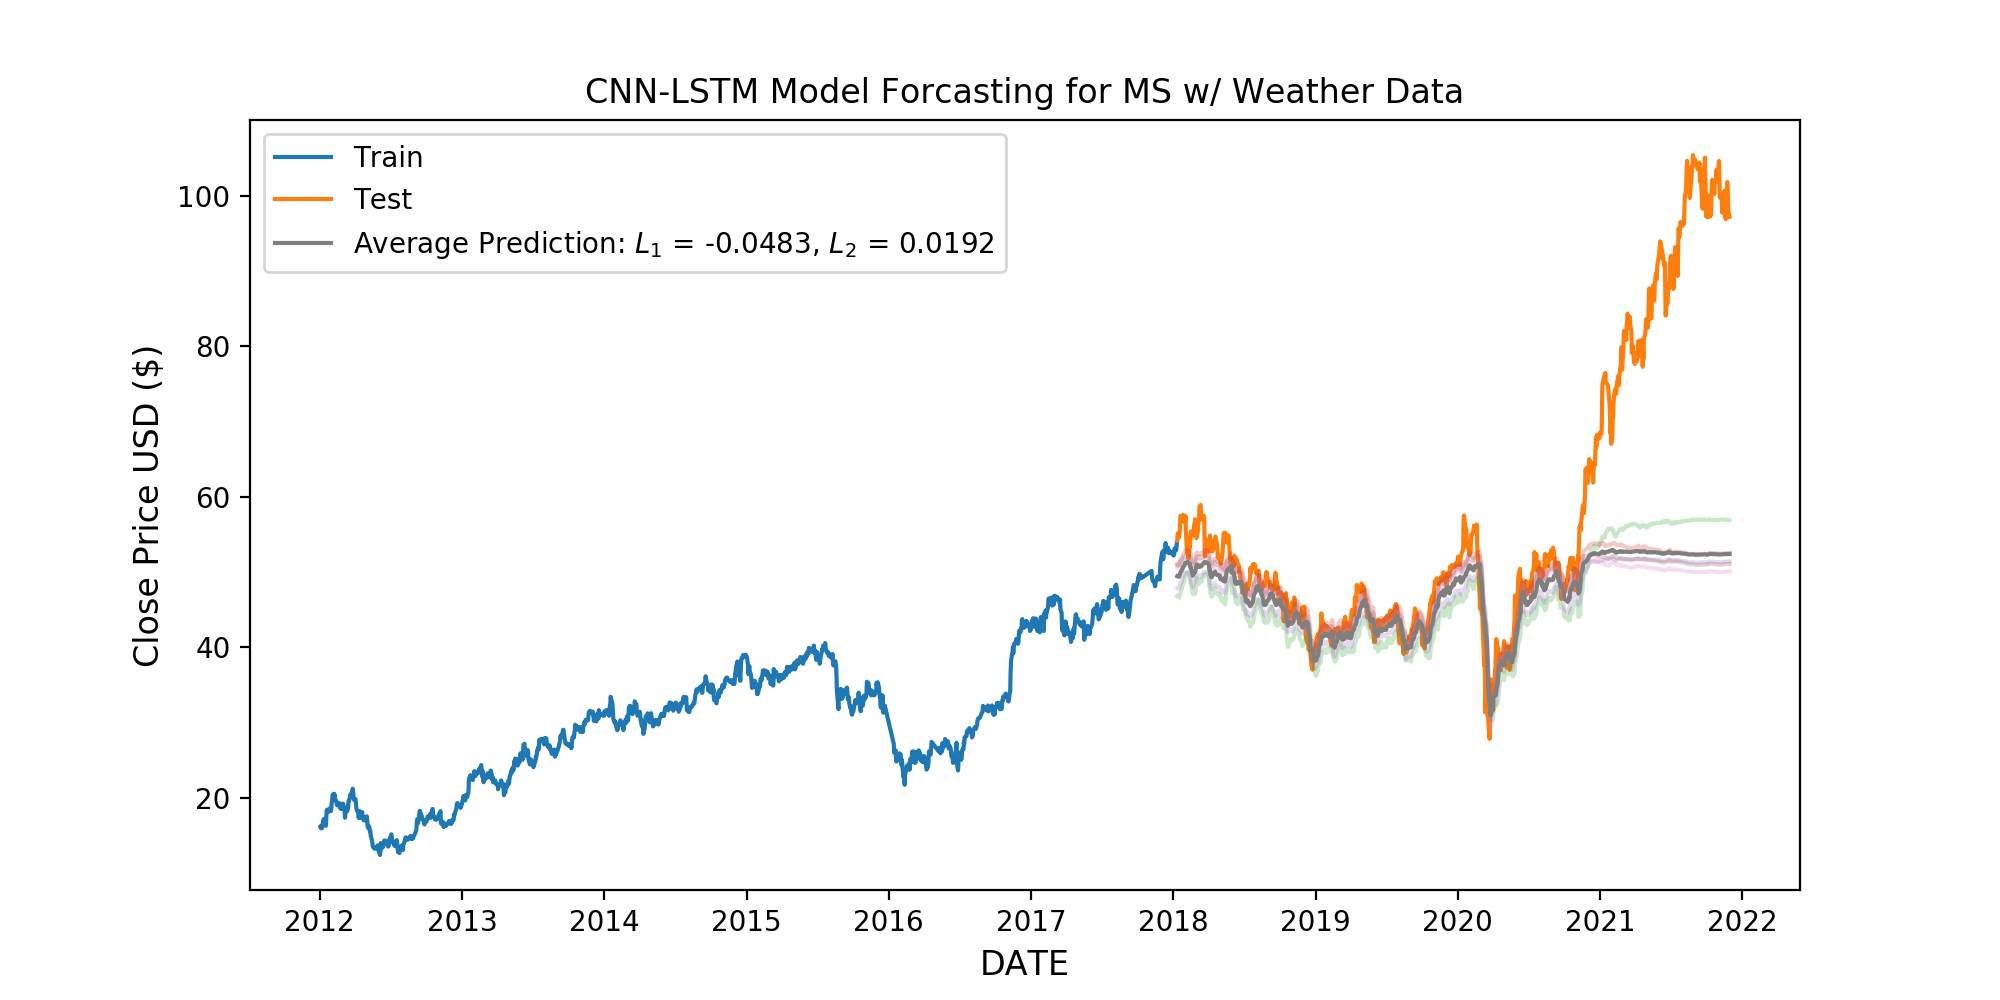 CNN-LSTM Model Forcasting for MS w/ Weather Data
Train
Test
Average Prediction: L₁ = -0.0483, L₂ = 0.0192
Close Price USD ($)
100
80
60
40
20
2012 2013 2014 2015 2016 2017 2018 2019 2020 2021 2022
DATE